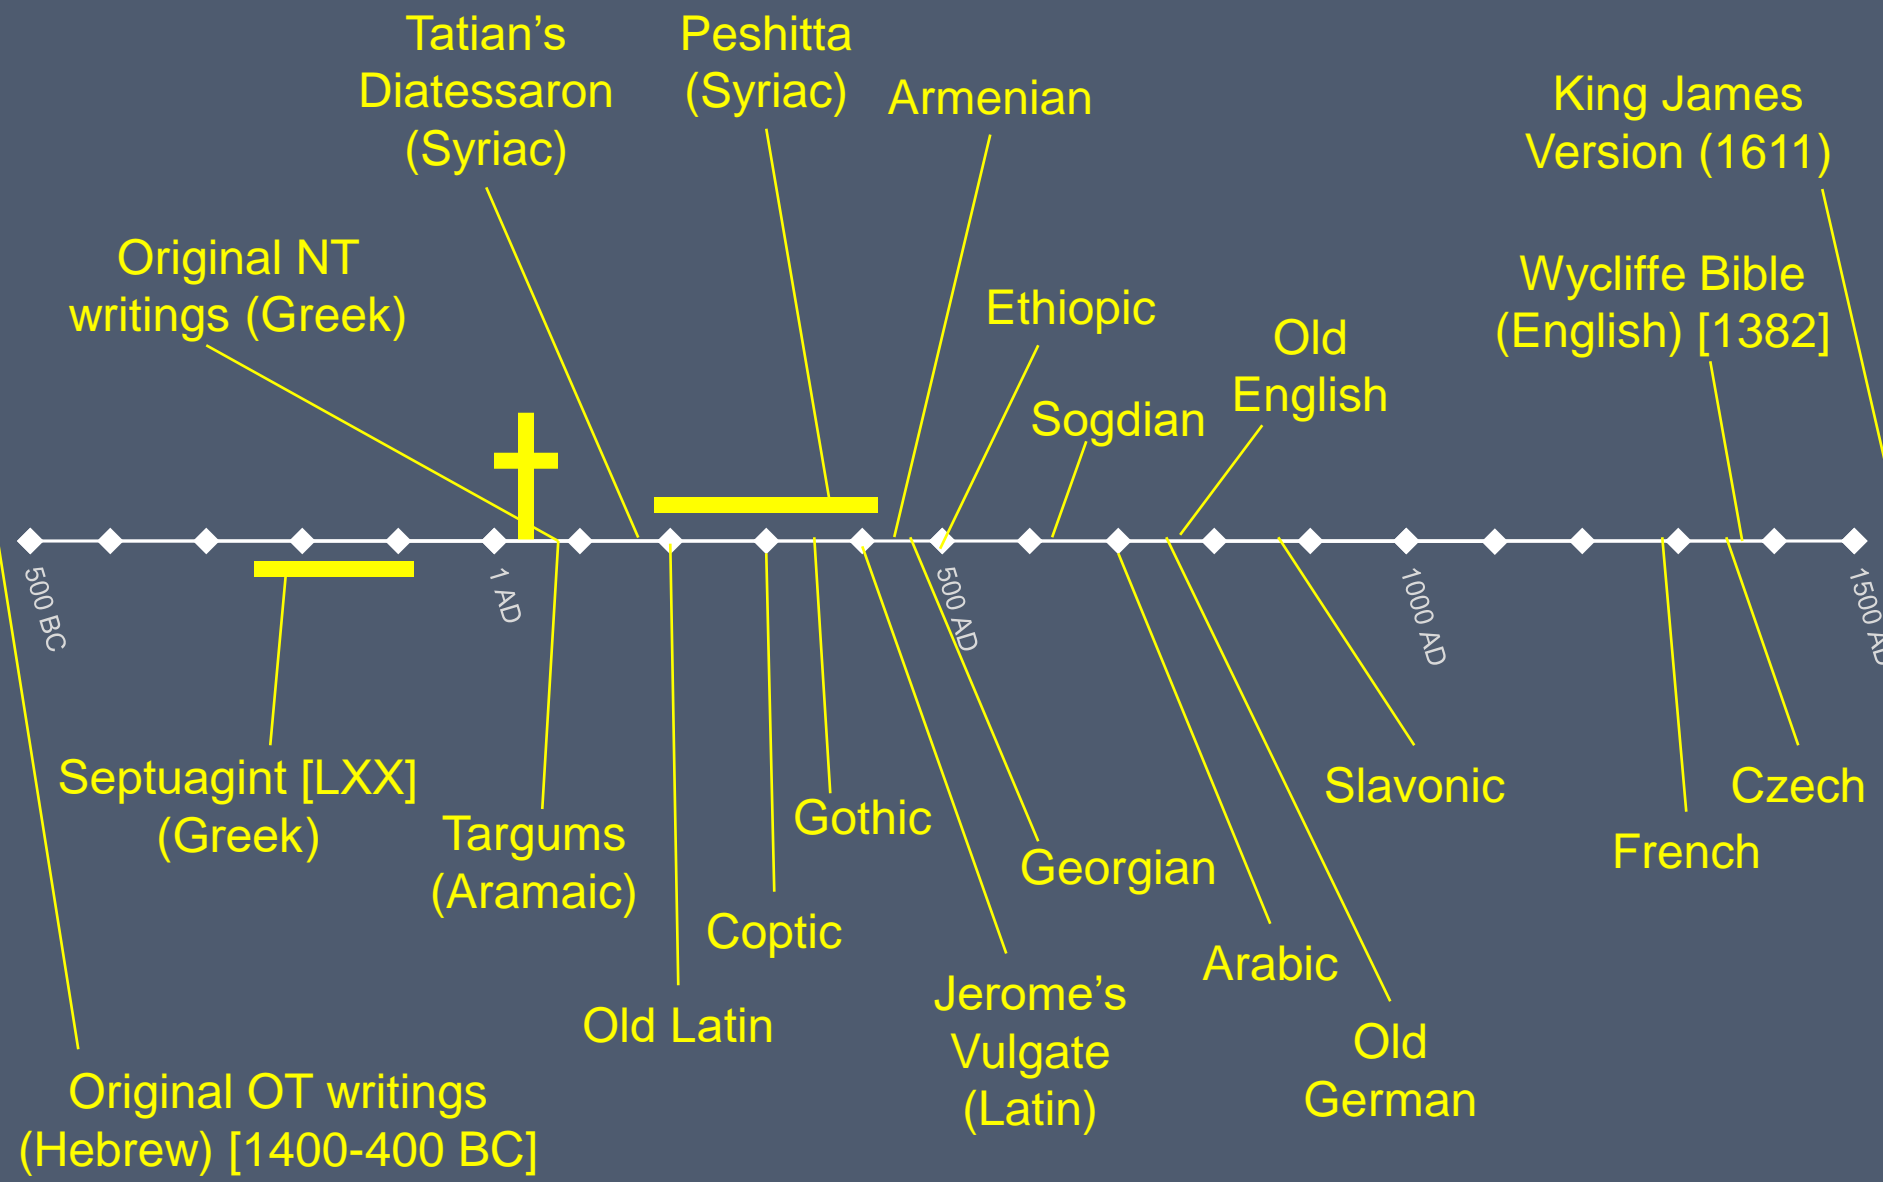 Tatian’s
Diatessaron
(Syriac)
Peshitta
(Syriac)
Armenian
King James
Version (1611)
Original NT
writings (Greek)
Ethiopic
Old
English
Wycliffe Bible
(English) [1382]
Sogdian
500 BC
1 AD
500 AD
1000 AD
1500 AD
Septuagint [LXX]
(Greek)
Targums
(Aramaic)
Gothic
Georgian
Slavonic
Czech
French
Coptic
Arabic
Old Latin
Jerome’s
Vulgate
(Latin)
Old
German
Original OT writings
(Hebrew) [1400-400 BC]